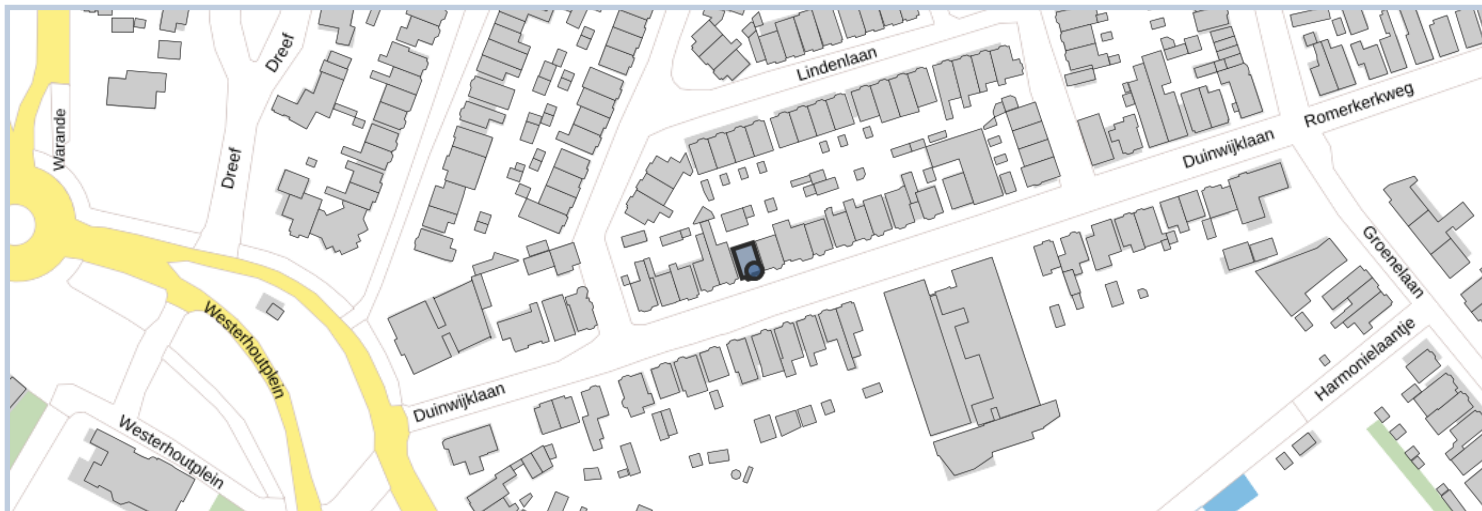 Dreef
Lindenlaan
Romerkerkweg
Warande
Dreef
Duinwijklaan
Groenelaan
Westerhoutplein
Harmonielaantje
Duinwijklaan
Westerhoutplein